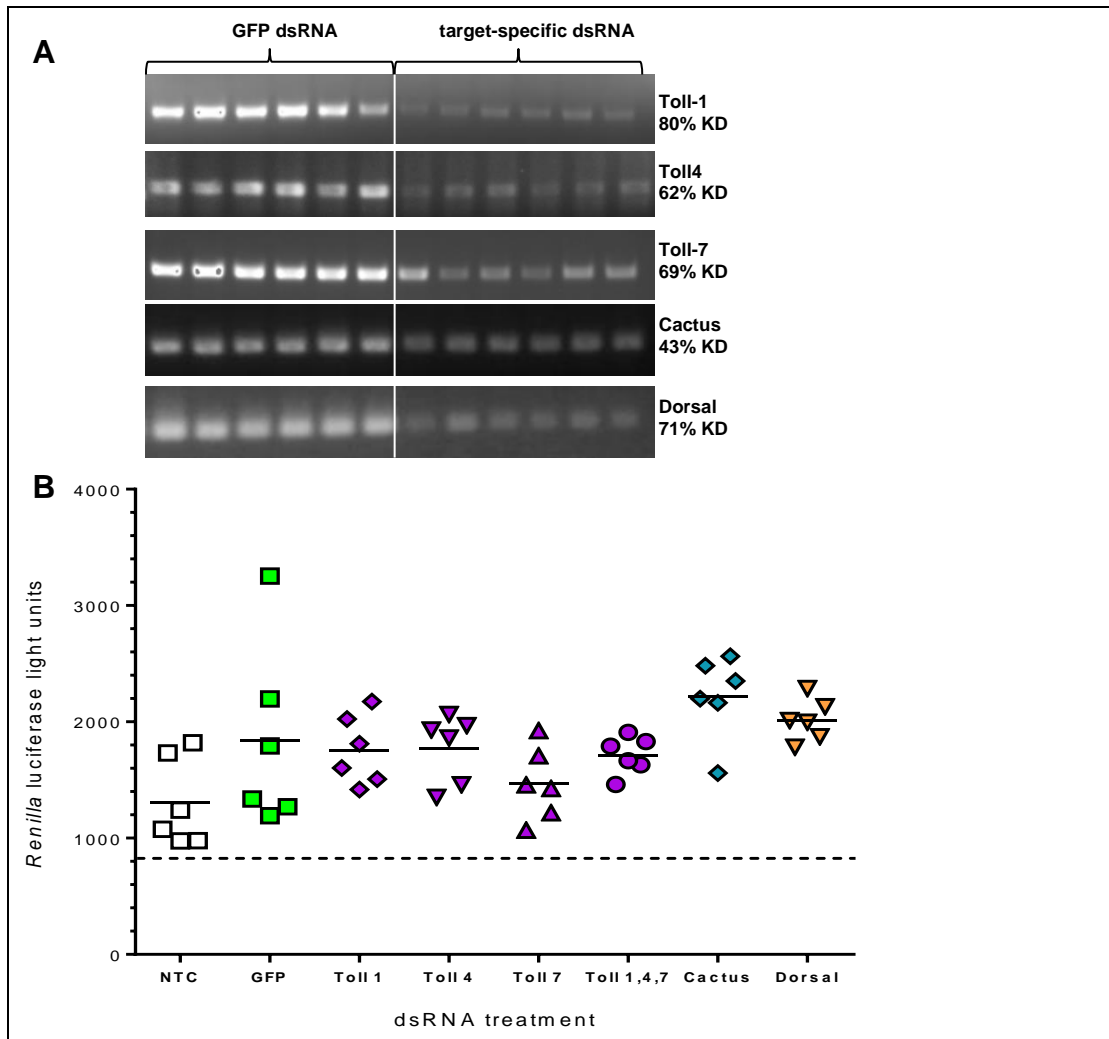 A
GFP dsRNA
target-specific dsRNA
Toll-1
80% KD
Toll4
62% KD
Toll-7
69% KD
Cactus
43% KD
Dorsal
71% KD
B
Renilla luciferase light units
4000
3000
2000
1000
0
NTC GFP Toll 1 Toll 4 Toll 7 Toll 1,4,7 Cactus Dorsal
dsRNA treatment